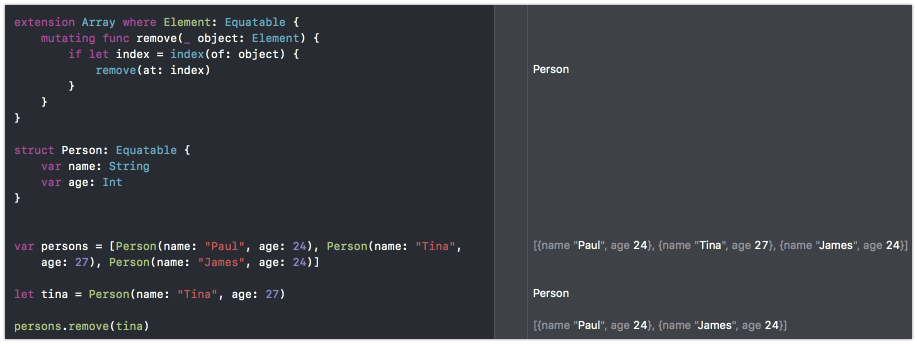 extension Array where Element: Equatable {
    mutating func remove(_ object: Element) {
        if let index = index(of: object) {
            remove(at: index)
Person
        }
    }
}
struct Person: Equatable {
    var name: String
    var age: Int
}
var persons = [Person(name: "Paul", age: 24), Person(name: "Tina",
    age: 27), Person(name: "James", age: 24)]
[{name "Paul", age 24}, {name "Tina", age 27}, {name "James", age 24}]
let tina = Person(name: "Tina", age: 27)
Person
persons.remove(tina)
[{name "Paul", age 24}, {name "James", age 24}]